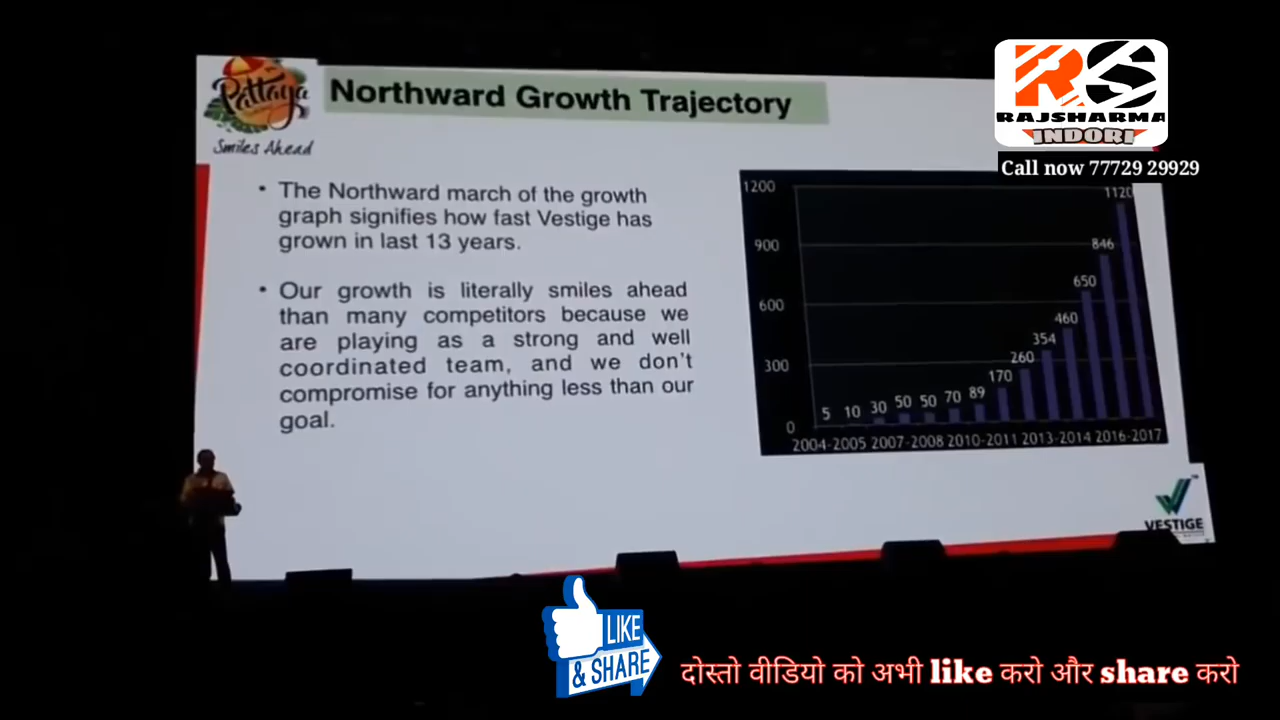 Pattaya
Smiles Ahead
Northward Growth Trajectory
RS
RAJSHARMA
INDORI
Call now 77729 29929
• The Northward march of the growth
graph signifies how fast Vestige has
grown in last 13 years.
• Our growth is literally smiles ahead
than many competitors because we
are playing as a strong and well
coordinated team, and we don't
compromise for anything less than our
goal.
1200
900
600
300
0
5 10 30 50 50 70 89 170 260 354 460 650 846 1120
2004-2005 2007-2008 2010-2011 2013-2014 2016-2017
VESTIGE
LIKE
& SHARE
दोस्तो वीडियो को अभी like करो और share करो